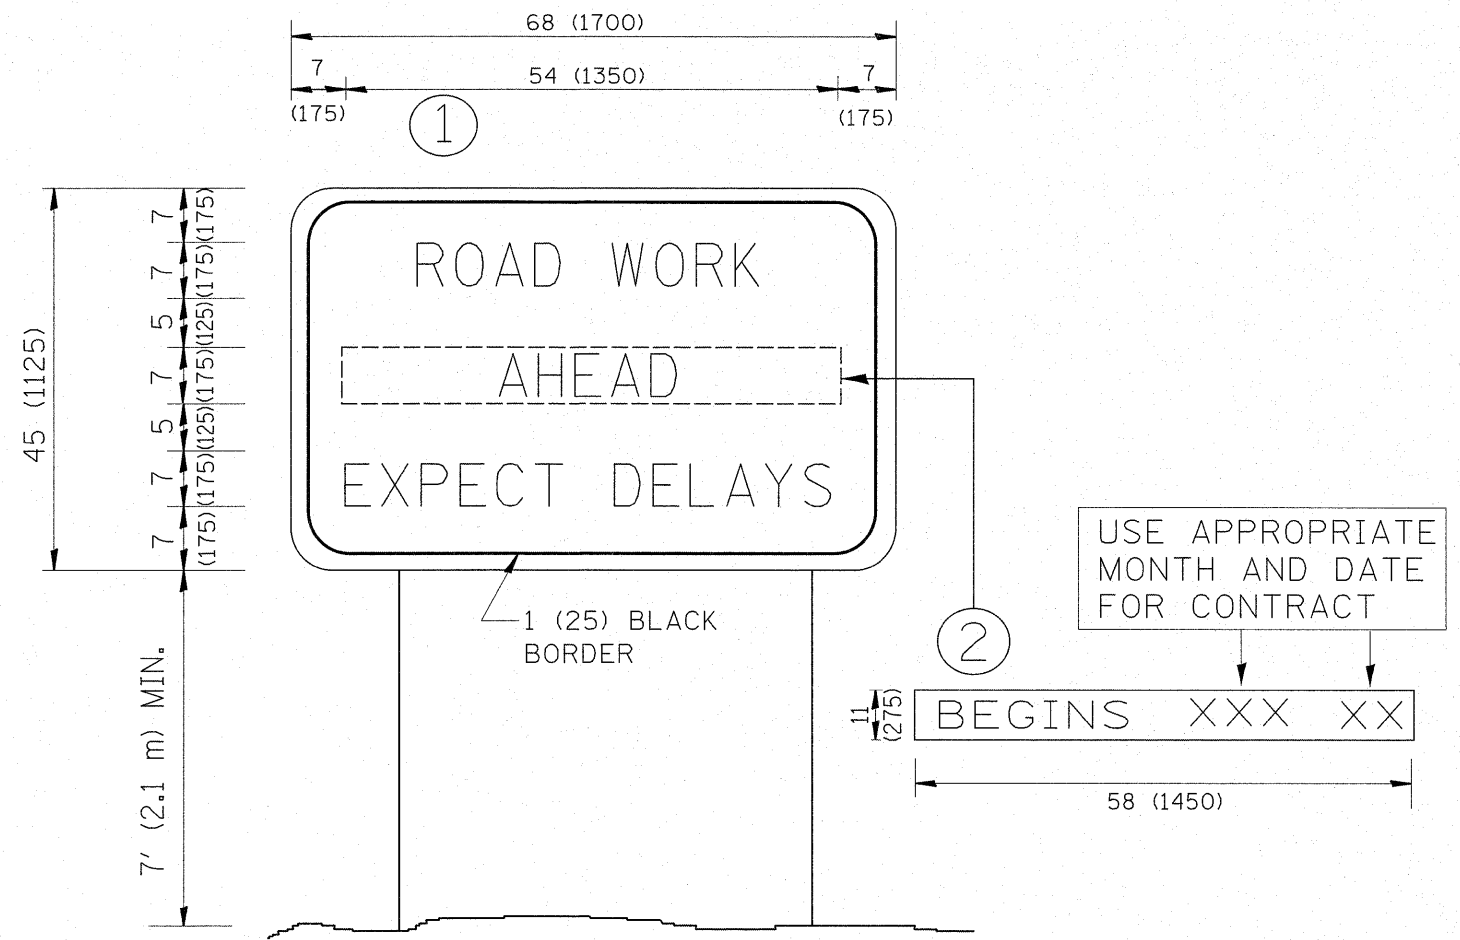 68 (1700)
7
54 (1350)
7
(175)
(175)
1
45 (1125)
7
(175)
7
(175)
5
(125)
7
(175)
5
(125)
7
(175)
7
(175)
ROAD WORK
AHEAD
EXPECT DELAYS
1 (25) BLACK
BORDER
7' (2.1 m) MIN.
2
USE APPROPRIATE
MONTH AND DATE
FOR CONTRACT
11
(275)
BEGINS XXX XX
58 (1450)